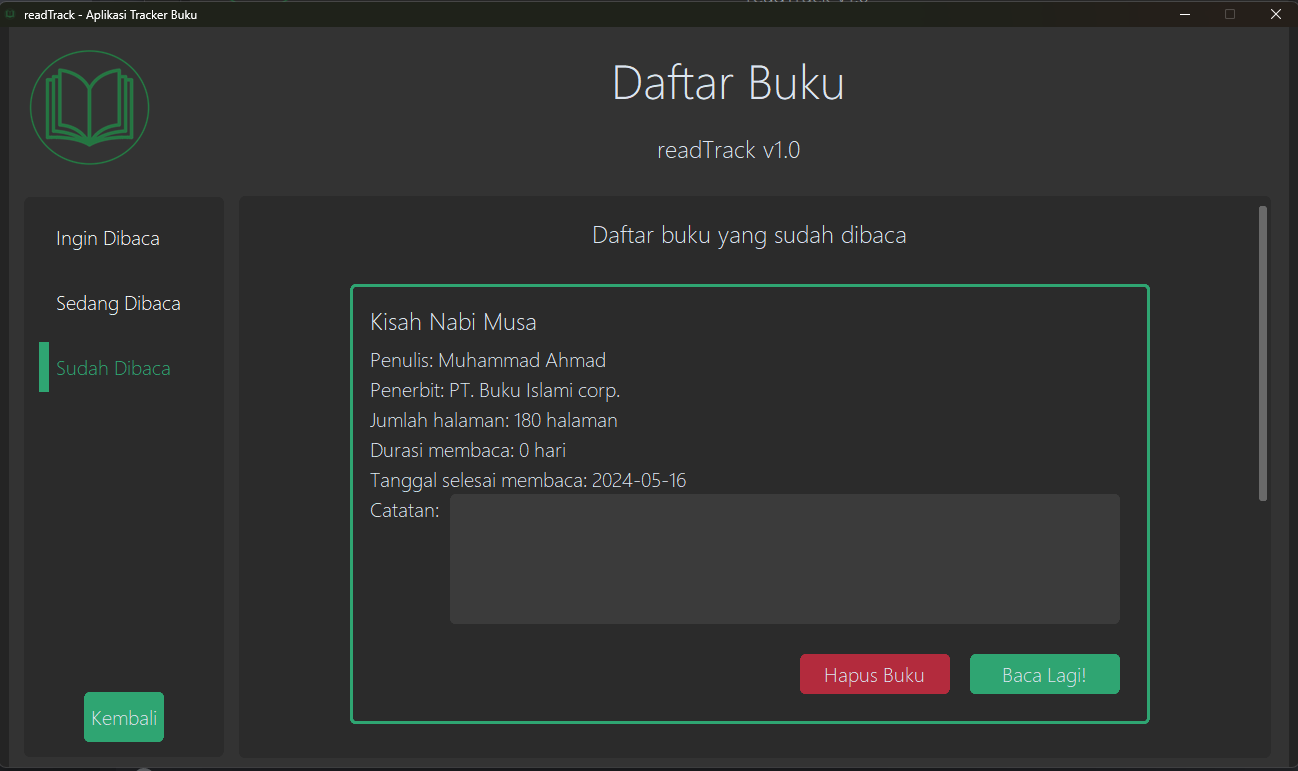 readTrack - Aplikasi Tracker Buku
Daftar Buku
readTrack v1.0
Ingin Dibaca
Sedang Dibaca
Sudah Dibaca
Kembali
Daftar buku yang sudah dibaca
Kisah Nabi Musa
Penulis: Muhammad Ahmad
Penerbit: PT. Buku Islami corp.
Jumlah halaman: 180 halaman
Durasi membaca: 0 hari
Tanggal selesai membaca: 2024-05-16
Catatan:
Hapus Buku
Baca Lagi!